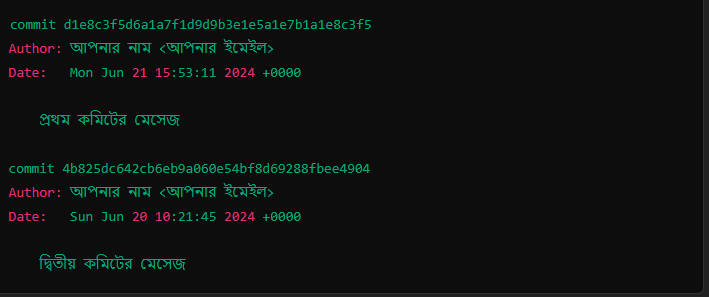 commit d1e8c3f5d6a1a7f1d9d9b3e1e5a1e7b1a1e8c3f5
Author: আপনার নাম <আপনার ইমেইল>
Date:   Mon Jun 21 15:53:11 2024 +0000
প্রথম কমিটের মেসেজ
commit 4b825dc642cb6eb9a060e54bf8d69288fbee4904
Author: আপনার নাম <আপনার ইমেইল>
Date:   Sun Jun 20 10:21:45 2024 +0000
দ্বিতীয় কমিটের মেসেজ